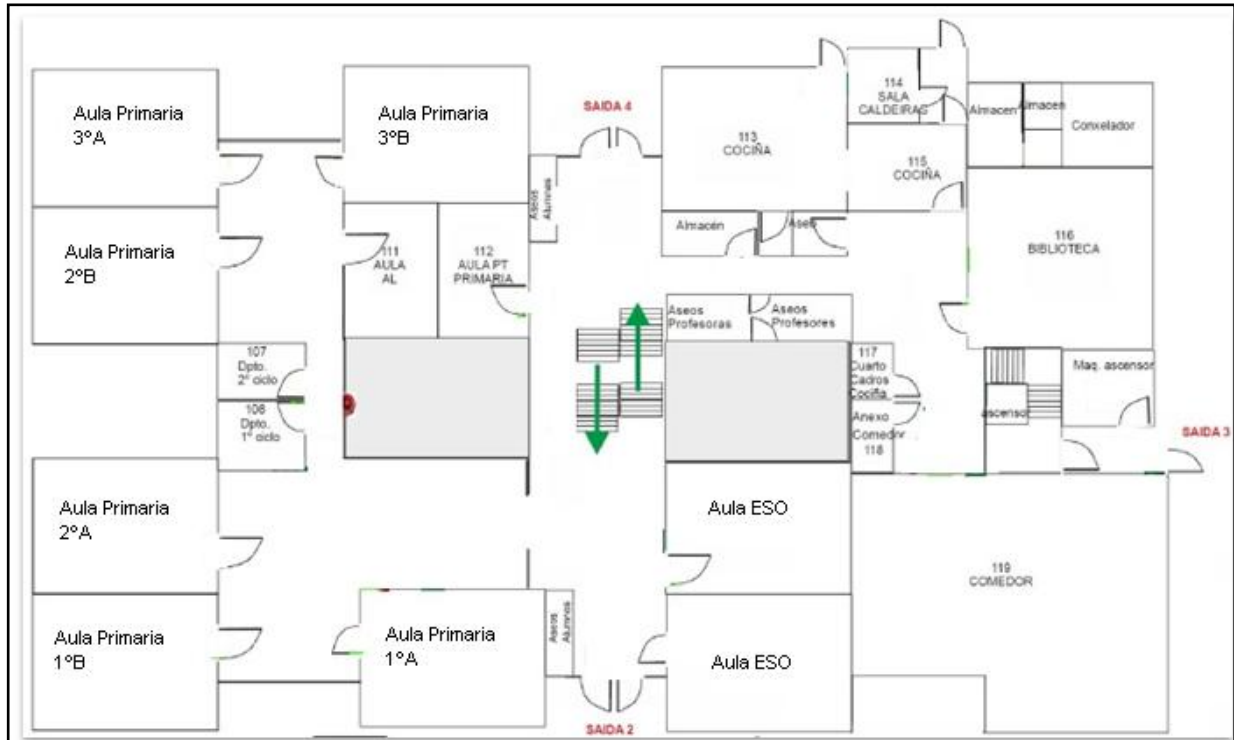 Aula Primaria
3ºA
Aula Primaria
3ºB
SAIDA 4
113
COCIÑA
114
SALA
CALDEIRAS
Almacen
Almacen
Conxelador
115
COCIÑA
Aseos
Alumnos
Aula Primaria
2ºB
111
AULA
AL
112
AULA PT
PRIMARIA
Almacén
Aseo
116
BIBLIOTECA
Aseos
Profesoras
Aseos
Profesores
107
Dpto.
2º ciclo
108
Dpto.
1º ciclo
117
Cuarto
Cadros
Cociña
Anexo
Comedor
118
Maq. ascensor
ascensor
SAIDA 3
Aula Primaria
2ºA
Aula ESO
119
COMEDOR
Aula Primaria
1ºB
Aula Primaria
1ºA
Aseos
Alumnos
Aula ESO
SAIDA 2